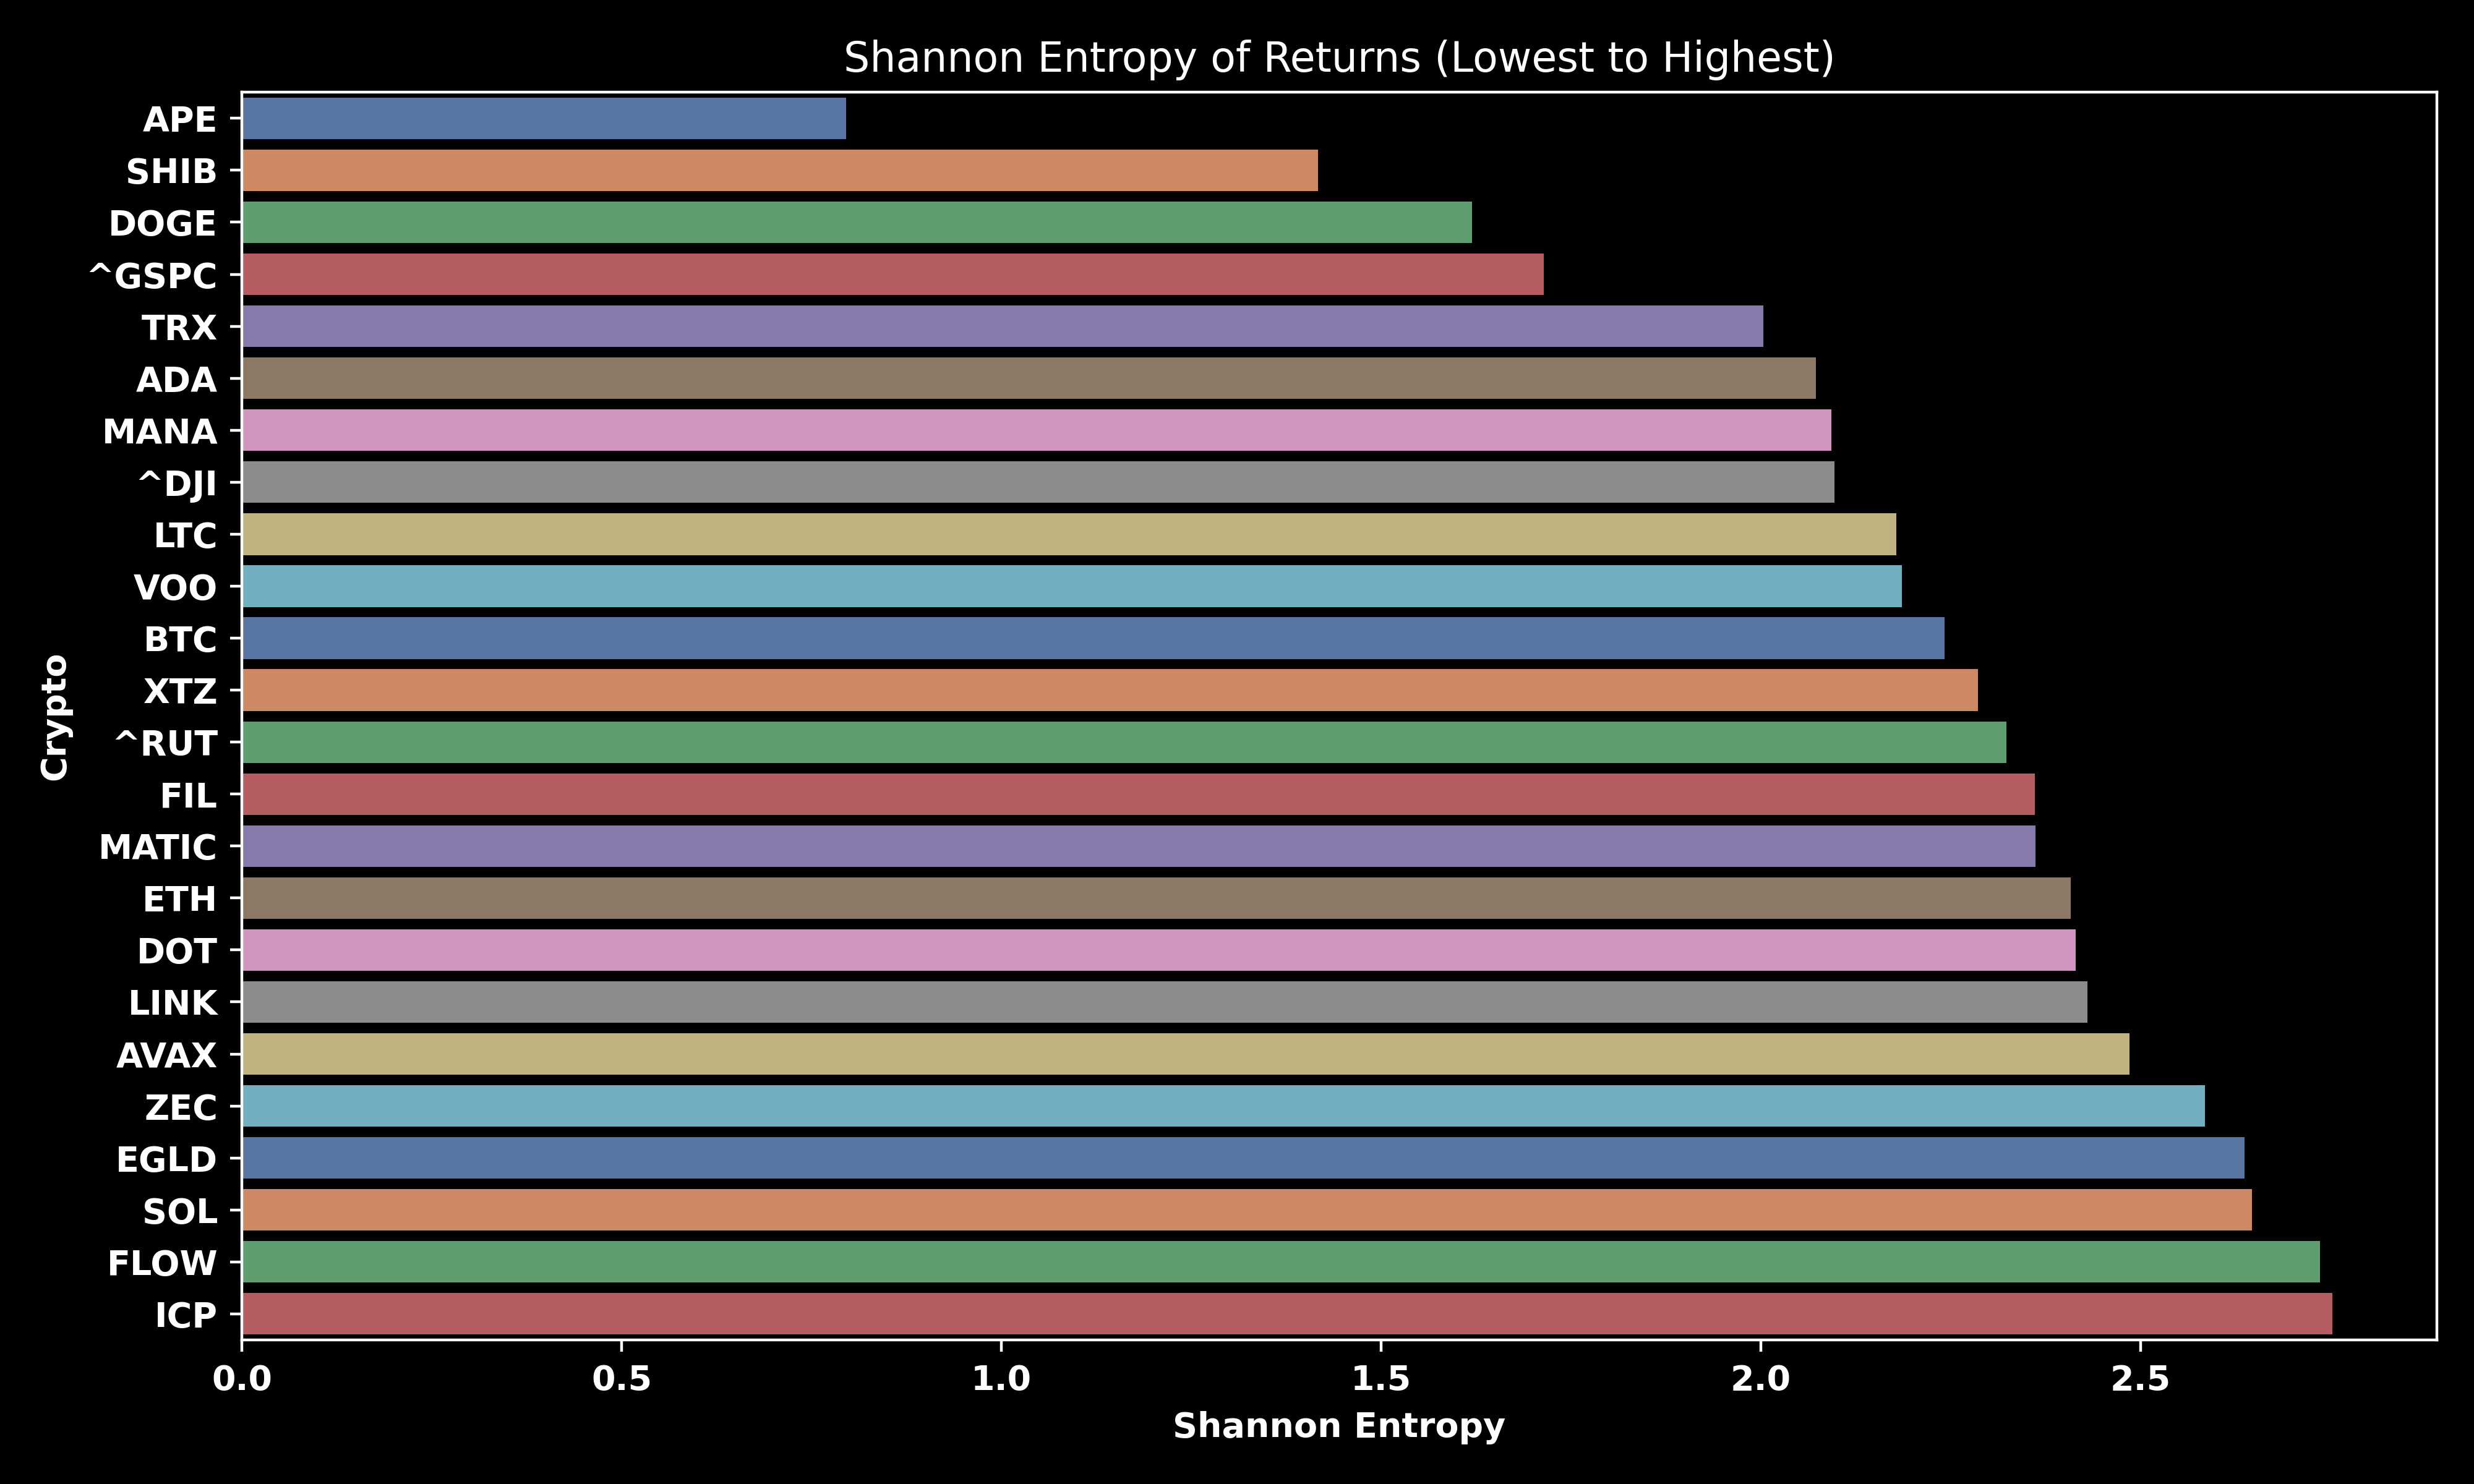 Shannon Entropy of Returns (Lowest to Highest)
APE
SHIB
DOGE
^GSPC
TRX
ADA
MANA
^DJI
LTC
VOO
BTC
XTZ
^RUT
FIL
MATIC
ETH
DOT
LINK
AVAX
ZEC
EGLD
SOL
FLOW
ICP
Crypto
0.0 0.5 1.0 1.5 2.0 2.5
Shannon Entropy